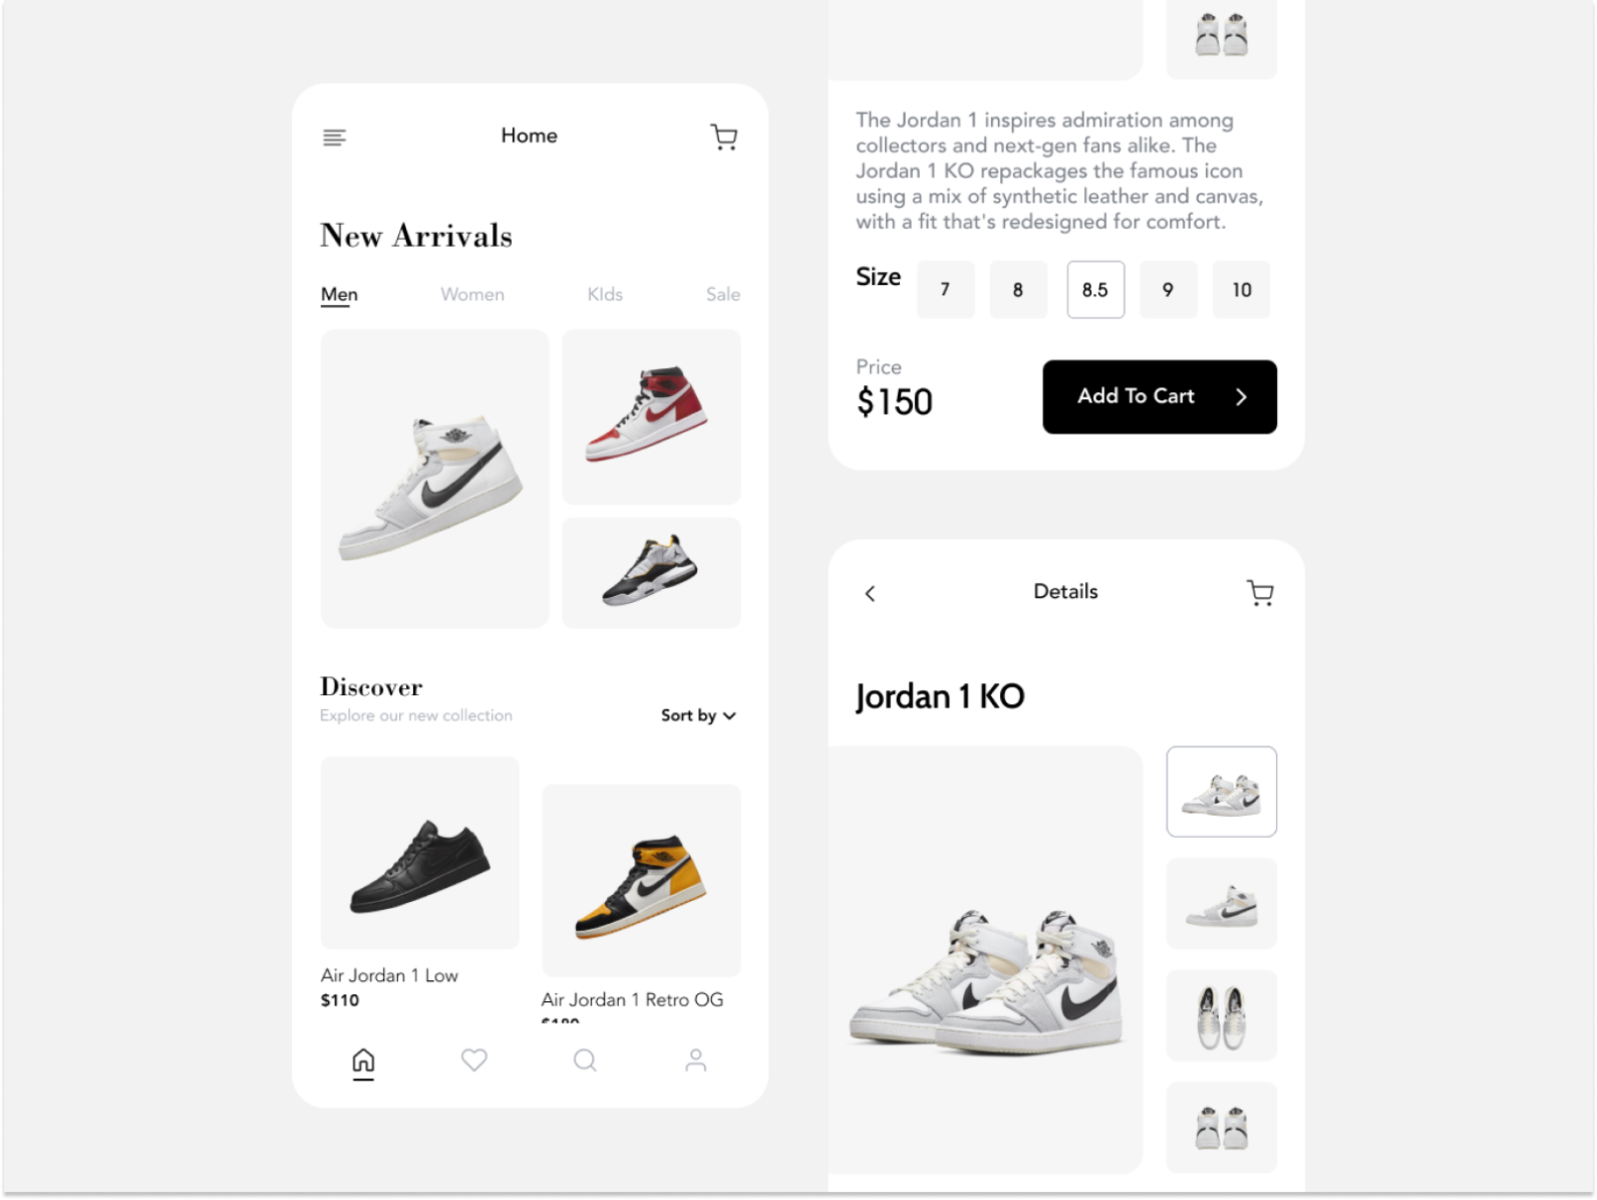 Home
New Arrivals
Men
Women
KIds
Sale
Discover
Explore our new collection
Sort by
Air Jordan 1 Low
$110
Air Jordan 1 Retro OG
The Jordan 1 inspires admiration among
collectors and next-gen fans alike. The
Jordan 1 KO repackages the famous icon
using a mix of synthetic leather and canvas,
with a fit that's redesigned for comfort.
Size
7
8
8.5
9
10
Price
$150
Add To Cart
Details
Jordan 1 KO